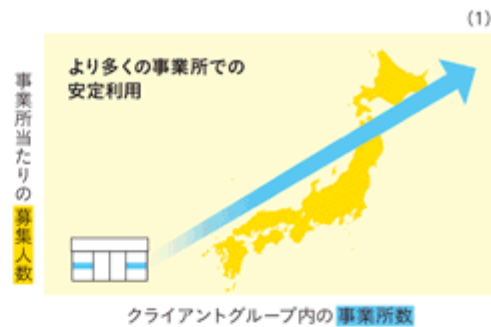 (1)
より多くの事業所での
安定利用
事業所当たりの募集人数
クライアントグループ内の事業所数